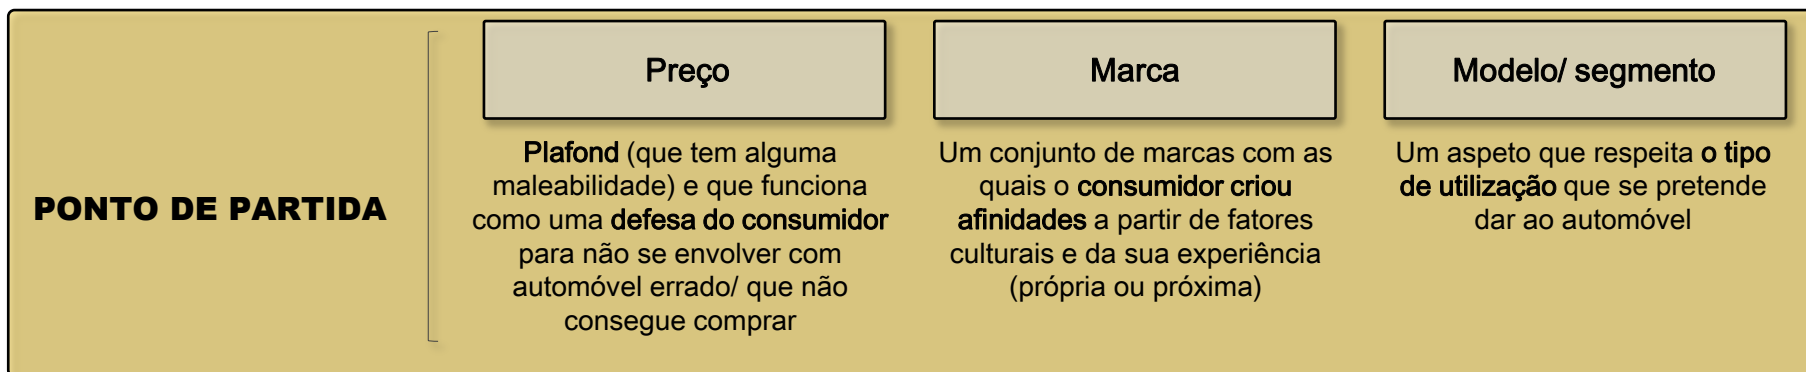 PONTO DE PARTIDA
Preço
Plafond (que tem alguma
maleabilidade) e que funciona
como uma defesa do consumidor
para não se envolver com
automóvel errado/ que não
consegue comprar
Marca
Um conjunto de marcas com as
quais o consumidor criou
afinidades a partir de fatores
culturais e da sua experiência
(própria ou próxima)
Modelo/ segmento
Um aspeto que respeita o tipo
de utilização que se pretende
dar ao automóvel